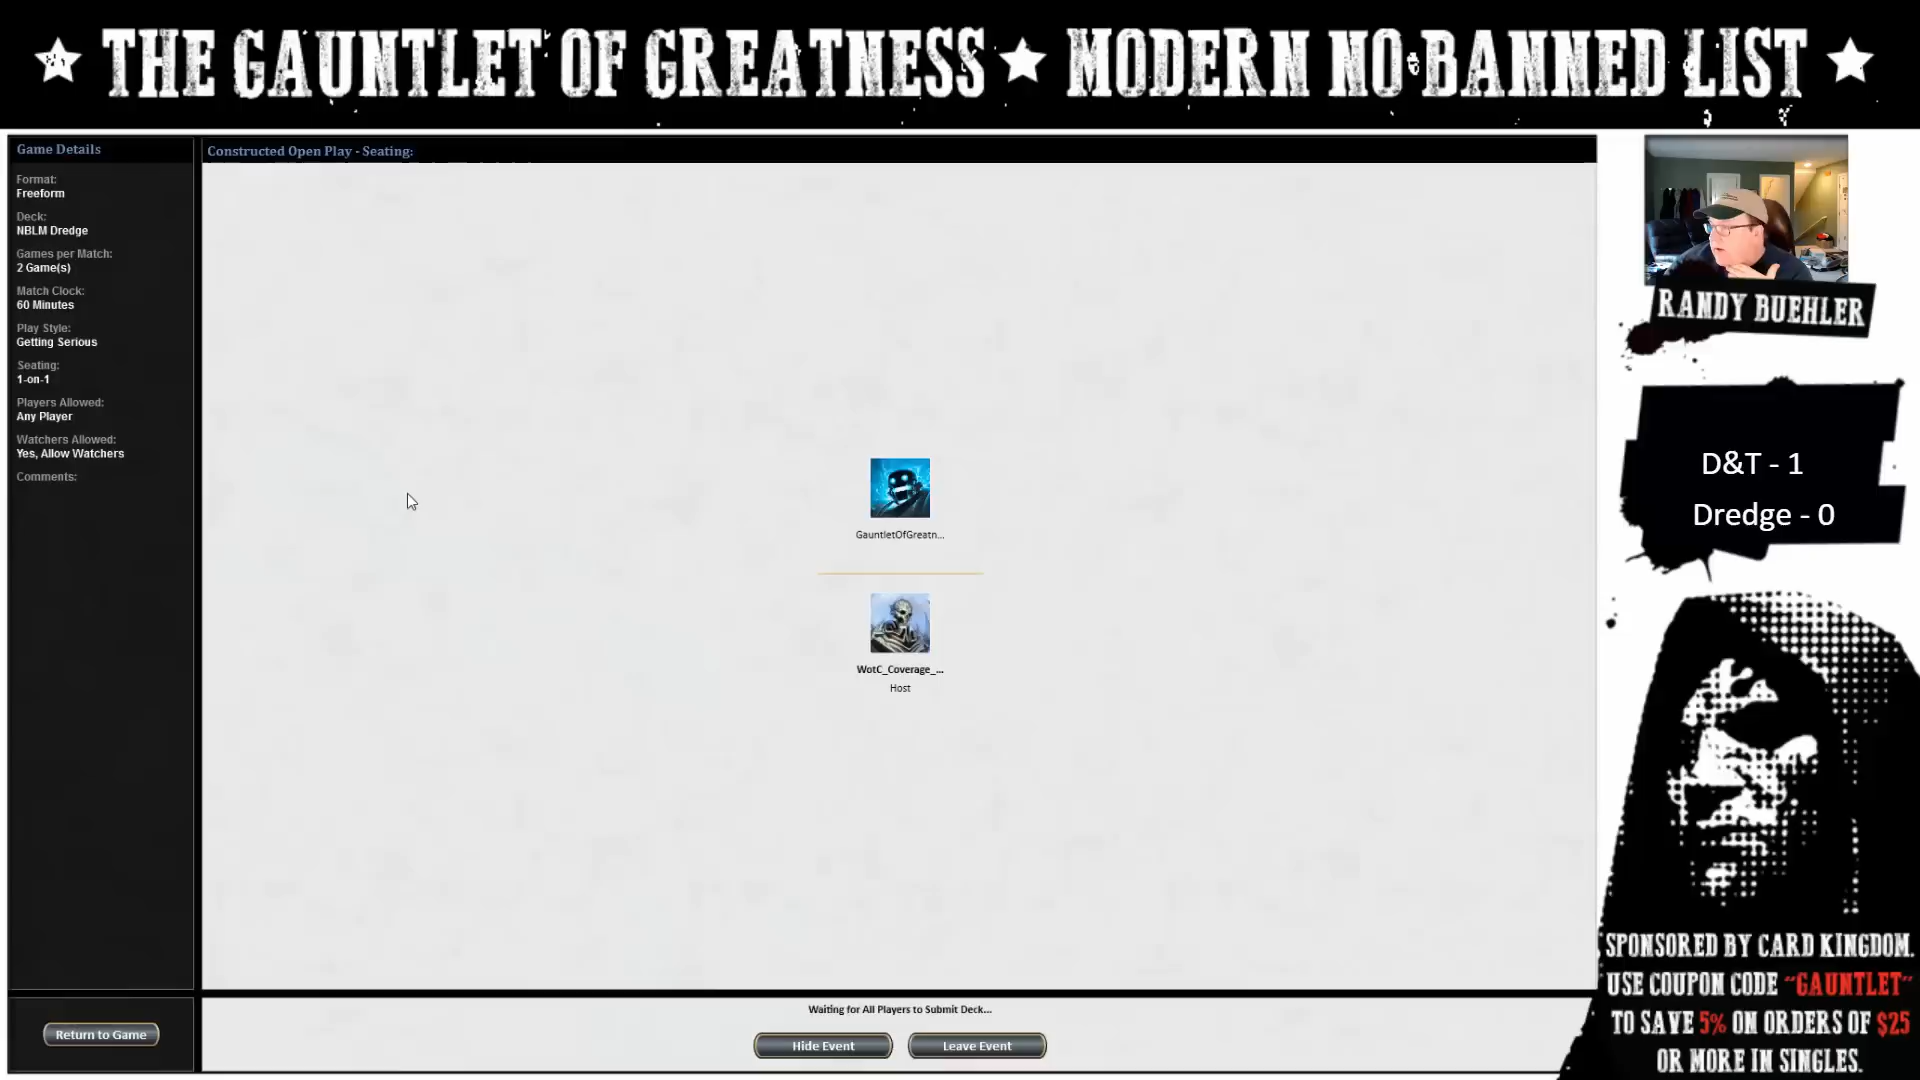 THE GAUNTLET OF GREATNESS ★ MODERN NO BANNED LIST
Game Details
Format:
Freeform
Deck:
NBLM Dredge
Games per Match:
2 Game(s)
Match Clock:
60 Minutes
Play Style:
Getting Serious
Seating:
1-on-1
Players Allowed:
Any Player
Watchers Allowed:
Yes, Allow Watchers
Comments:
Return to Game
Constructed Open Play - Seating:
GauntletOfGreatn...
WotC_Coverage_...
Host
Waiting for All Players to Submit Deck...
Hide Event
Leave Event
RANDY BUEHLER
D&T - 1
Dredge - 0
SPONSORED BY CARD KINGDOM.
USE COUPON CODE "GAUNTLET"
TO SAVE 5% ON ORDERS OF $25
OR MORE IN SINGLES.